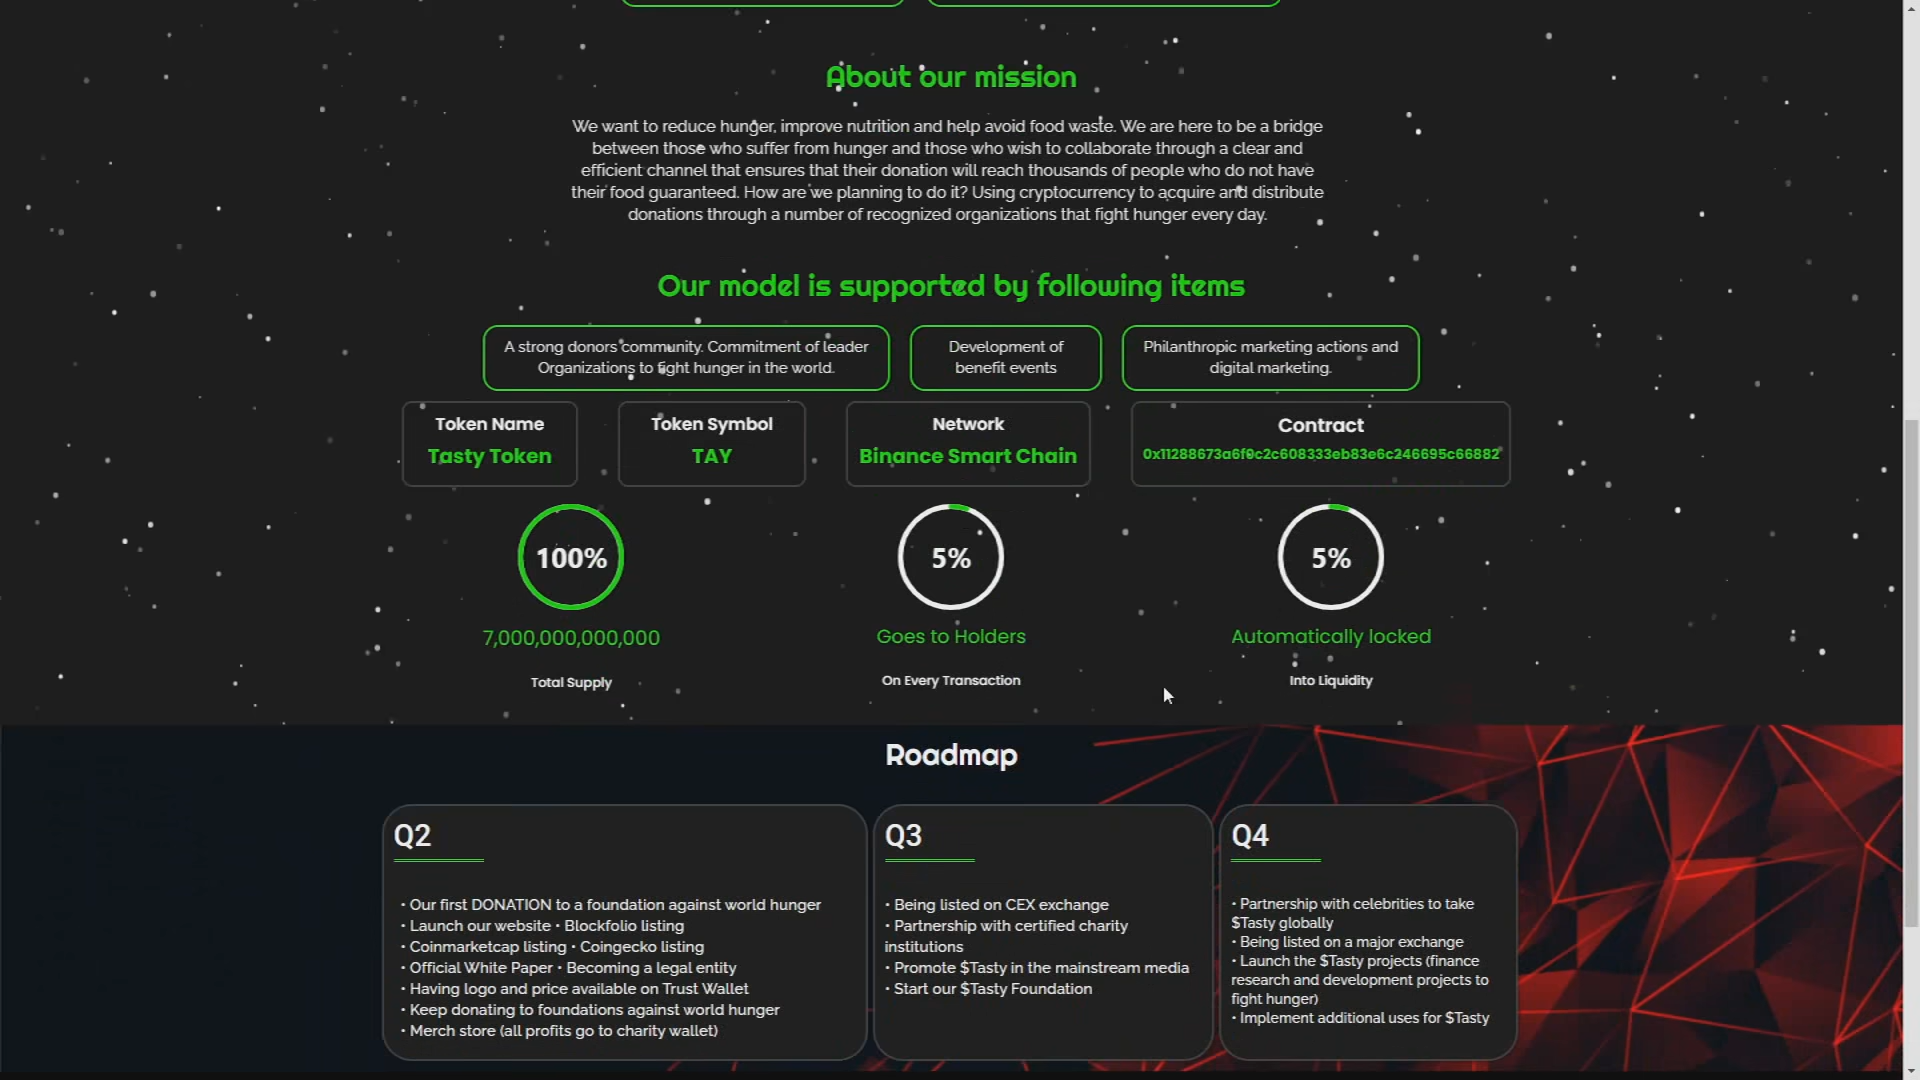 About our mission
We want to reduce hunger, improve nutrition and help avoid food waste. We are here to be a bridge
between those who suffer from hunger and those who wish to collaborate through a clear and
efficient channel that ensures that their donation will reach thousands of people who do not have
their food guaranteed. How are we planning to do it? Using cryptocurrency to acquire and distribute
donations through a number of recognized organizations that fight hunger every day.
Our model is supported by following items
A strong donors community. Commitment of leader
Organizations to fight hunger in the world.
Development of
benefit events
Philanthropic marketing actions and
digital marketing.
Token Name
Tasty Token
Token Symbol
TAY
Network
Binance Smart Chain
Contract
0x11288673a6f9c2c608333eb83e6c246695c66882
100%
7,000,000,000,000
Total Supply
5%
Goes to Holders
On Every Transaction
5%
Automatically locked
Into Liquidity
Roadmap
Q2
• Our first DONATION to a foundation against world hunger
• Launch our website • Blockfolio listing
• Coinmarketcap listing • Coingecko listing
• Official White Paper • Becoming a legal entity
• Having logo and price available on Trust Wallet
• Keep donating to foundations against world hunger
• Merch store (all profits go to charity wallet)
Q3
• Being listed on CEX exchange
• Partnership with certified charity
institutions
• Promote $Tasty in the mainstream media
• Start our $Tasty Foundation
Q4
• Partnership with celebrities to take
$Tasty globally
• Being listed on a major exchange
• Launch the $Tasty projects (finance
research and development projects to
fight hunger)
• Implement additional uses for $Tasty